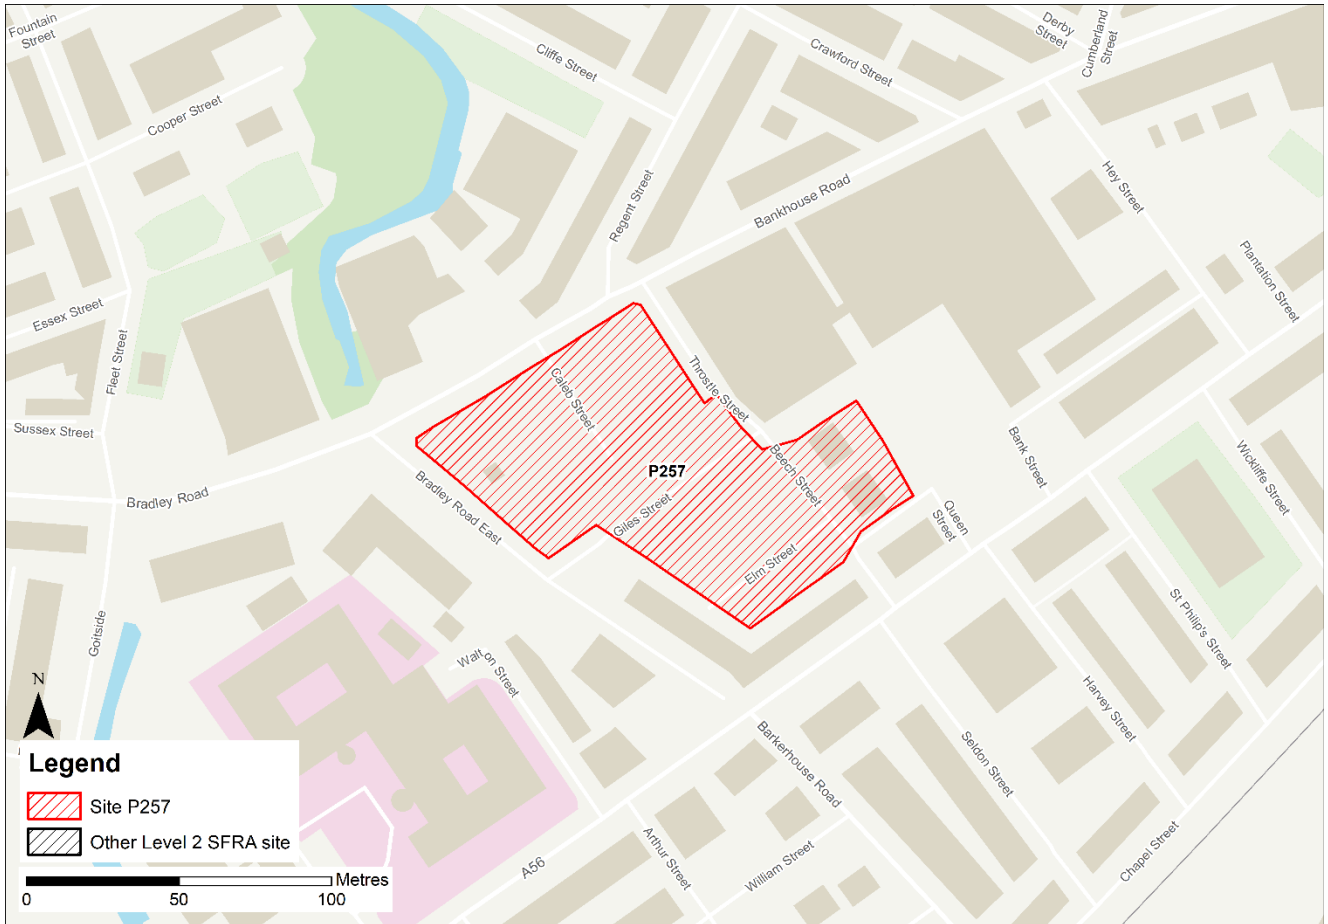 Fountain
Street
Cooper Street
Cliffe Street
Crawford Street
Derby
Street
Cumberland
Street
Hey Street
Plantation Street
Regent Street
Bankhouse Road
Essex Street
Fleet Street
Sussex Street
Bradley Road
Bradley Road East
Caleb Street
Throstle Street
Beech Street
P257
Giles Street
Elm Street
Bank Street
Queen
Street
Wickliffe Street
St Philip's Street
Goitside
Walton Street
Barkerhouse Road
Seldon Street
Harvey Street
Chapel Street
Arthur Street
William Street
A56
N
Legend
Site P257
Other Level 2 SFRA site
Metres
0 50 100